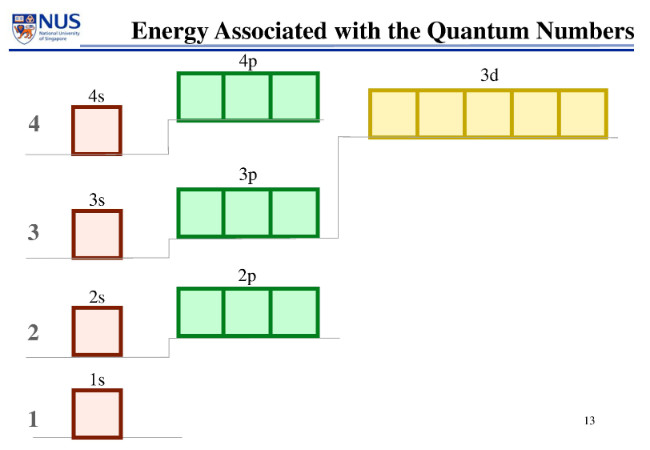 NUS
National University
of Singapore
Energy Associated with the Quantum Numbers
4p
3d
4s
4
3p
3s
3
2p
2s
2
1s
1
13